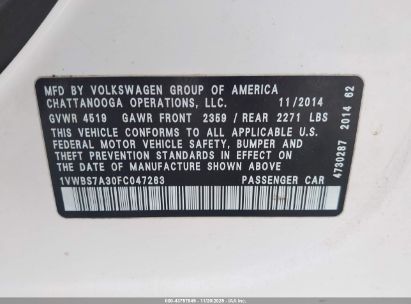 MFD BY VOLKSWAGEN GROUP OF AMERICA
CHATTANOOGA OPERATIONS, LLC. 11/2014
GVWR 4519 GAWR FRONT 2359 / REAR 2271 LBS
THIS VEHICLE CONFORMS TO ALL APPLICABLE U.S.
FEDERAL MOTOR VEHICLE SAFETY, BUMPER AND
THEFT PREVENTION STANDARDS IN EFFECT ON THE
DATE OF MANUFACTURE SHOWN ABOVE
1VWBS7A30FC047263 PASSENGER CAR
4730287 2014 62